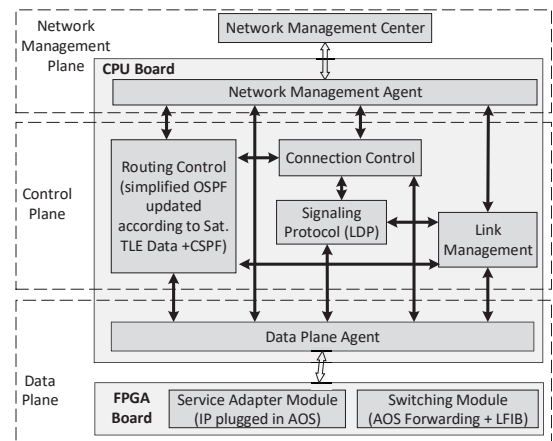 Network
Management
Plane
Network Management Center
CPU Board
Network Management Agent
Control
Plane
Routing Control
(simplified OSPF
updated
according to Sat.
TLE Data +CSPF)
Connection Control
Signaling
Protocol (LDP)
Link
Management
Data Plane Agent
Data
Plane
FPGA
Board
Service Adapter Module
(IP plugged in AOS)
Switching Module
(AOS Forwarding + LFIB)